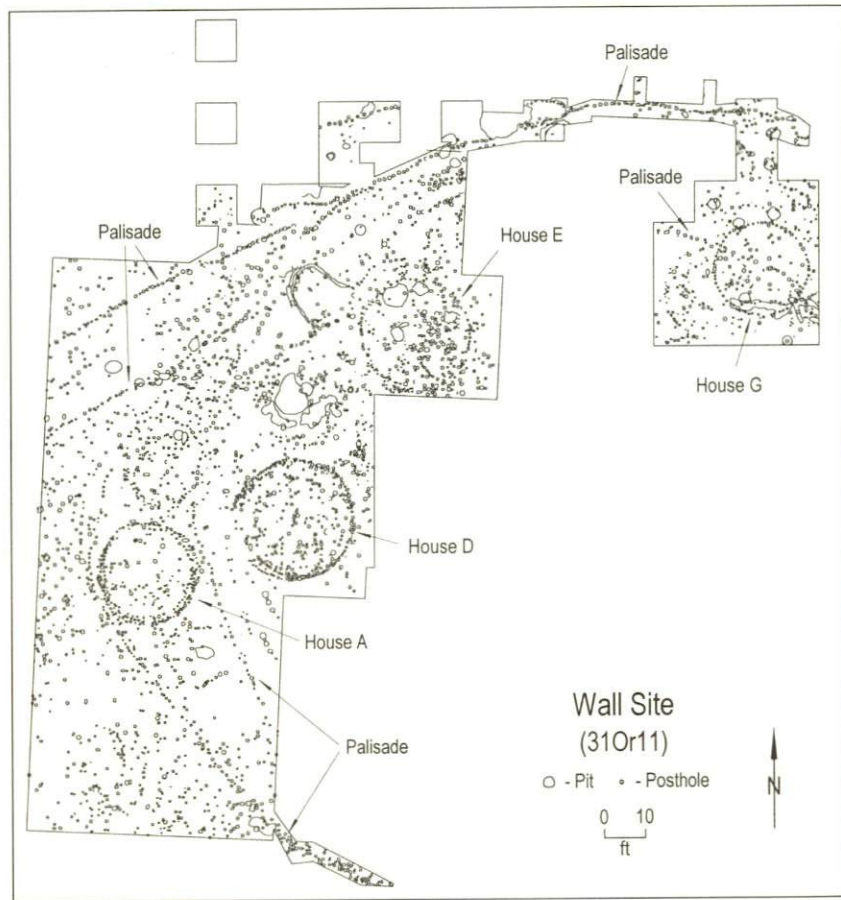 Palisade
Palisade
Palisade
House E
House G
House D
House A
Palisade
Wall Site
(31Or11)
- Pit - Posthole
0 10
ft
N